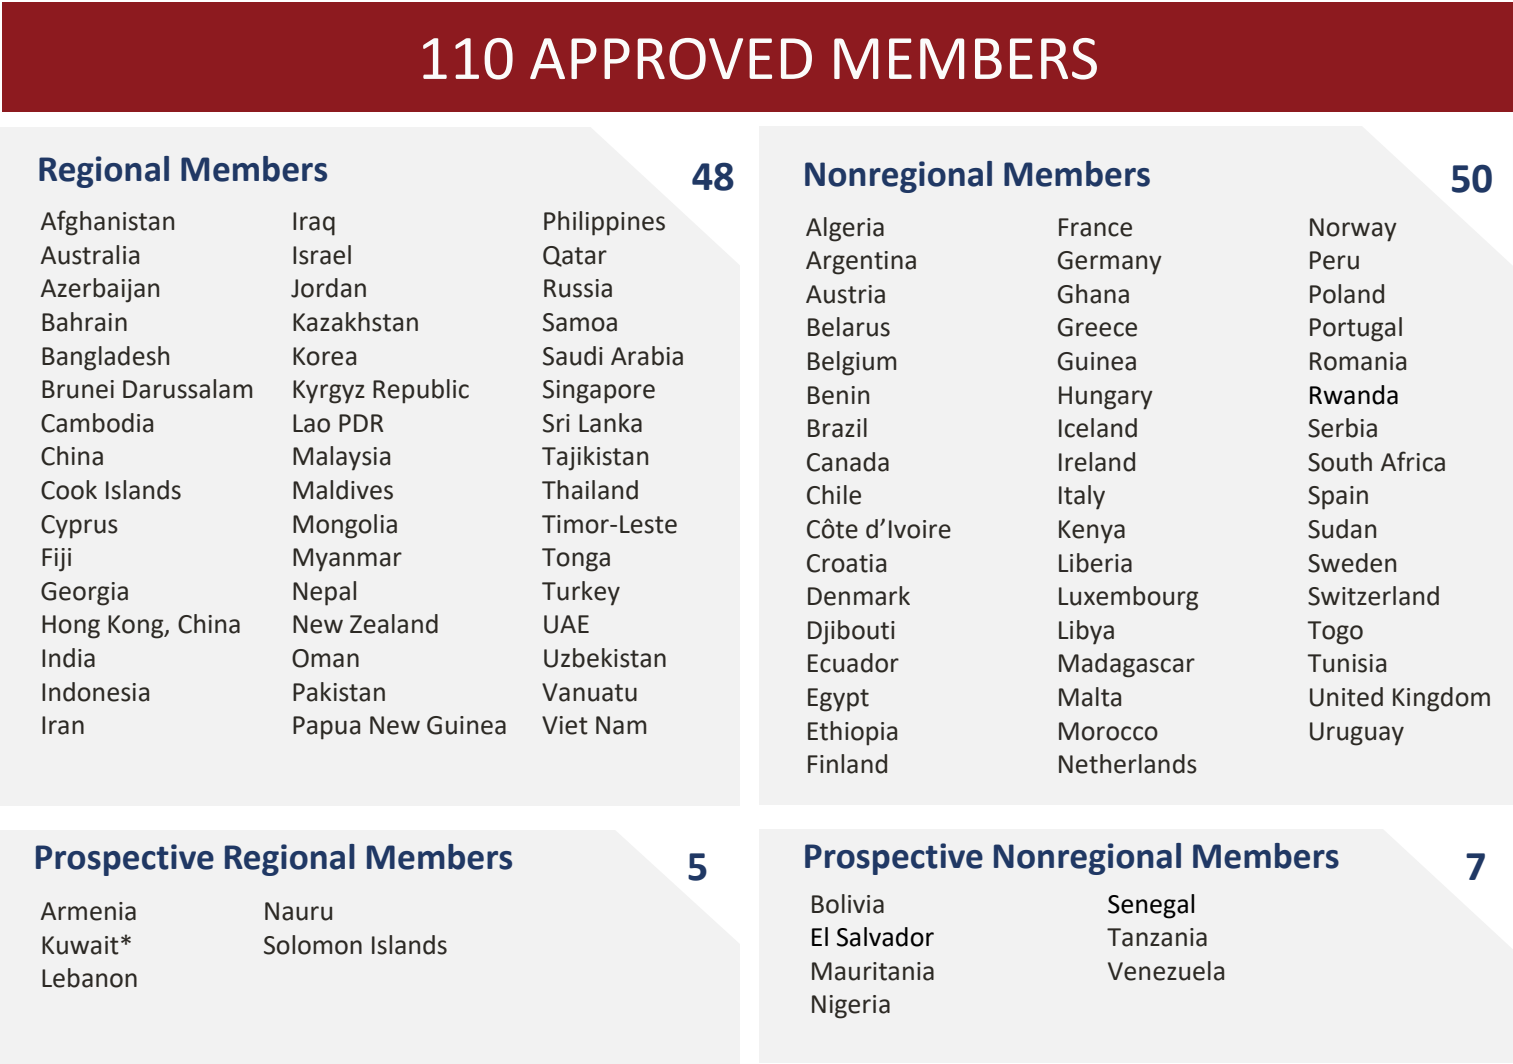 110 APPROVED MEMBERS
Regional Members
48
Afghanistan
Australia
Azerbaijan
Bahrain
Bangladesh
Brunei Darussalam
Cambodia
China
Cook Islands
Cyprus
Fiji
Georgia
Hong Kong, China
India
Indonesia
Iran
Iraq
Israel
Jordan
Kazakhstan
Korea
Kyrgyz Republic
Lao PDR
Malaysia
Maldives
Mongolia
Myanmar
Nepal
New Zealand
Oman
Pakistan
Papua New Guinea
Philippines
Qatar
Russia
Samoa
Saudi Arabia
Singapore
Sri Lanka
Tajikistan
Thailand
Timor-Leste
Tonga
Turkey
UAE
Uzbekistan
Vanuatu
Viet Nam
Nonregional Members
50
Algeria
Argentina
Austria
Belarus
Belgium
Benin
Brazil
Canada
Chile
Côte d’Ivoire
Croatia
Denmark
Djibouti
Ecuador
Egypt
Ethiopia
Finland
France
Germany
Ghana
Greece
Guinea
Hungary
Iceland
Ireland
Italy
Kenya
Liberia
Luxembourg
Libya
Madagascar
Malta
Morocco
Netherlands
Norway
Peru
Poland
Portugal
Romania
Rwanda
Serbia
South Africa
Spain
Sudan
Sweden
Switzerland
Togo
Tunisia
United Kingdom
Uruguay
Prospective Regional Members
5
Armenia
Kuwait*
Lebanon
Nauru
Solomon Islands
Prospective Nonregional Members
7
Bolivia
El Salvador
Mauritania
Nigeria
Senegal
Tanzania
Venezuela